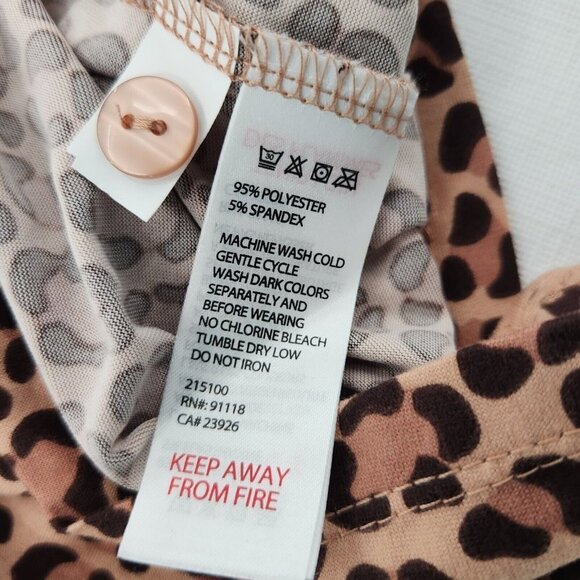 30
95% POLYESTER
5% SPANDEX
MACHINE WASH COLD
GENTLE CYCLE
WASH DARK COLORS
SEPARATELY AND
BEFORE WEARING
NO CHLORINE BLEACH
TUMBLE DRY LOW
DO NOT IRON
215100
RN#: 91118
CA# 23926
KEEP AWAY
FROM FIRE